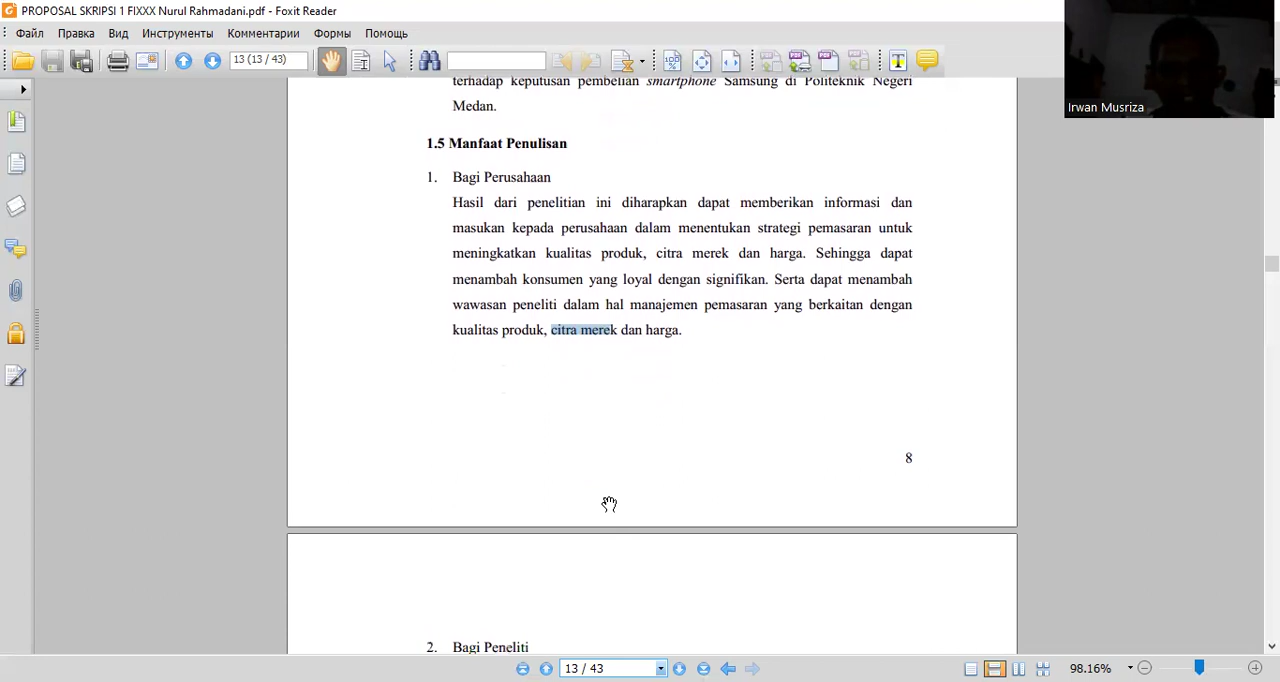 PROPOSAL SKRIPSI 1 FIXXX Nurul Rahmadani.pdf - Foxit Reader
Файл Правка Вид Инструменты Комментарии Формы Помощь
13 (13 / 43)
Irwan Musriza
terhadap keputusan pembelian smartphone Samsung di Politeknik Negeri
Medan.
1.5 Manfaat Penulisan
1. Bagi Perusahaan
Hasil dari penelitian ini diharapkan dapat memberikan informasi dan
masukan kepada perusahaan dalam menentukan strategi pemasaran untuk
meningkatkan kualitas produk, citra merek dan harga. Sehingga dapat
menambah konsumen yang loyal dengan signifikan. Serta dapat menambah
wawasan peneliti dalam hal manajemen pemasaran yang berkaitan dengan
kualitas produk, citra merek dan harga.
8
2. Bagi Peneliti
13 / 43
98.16%